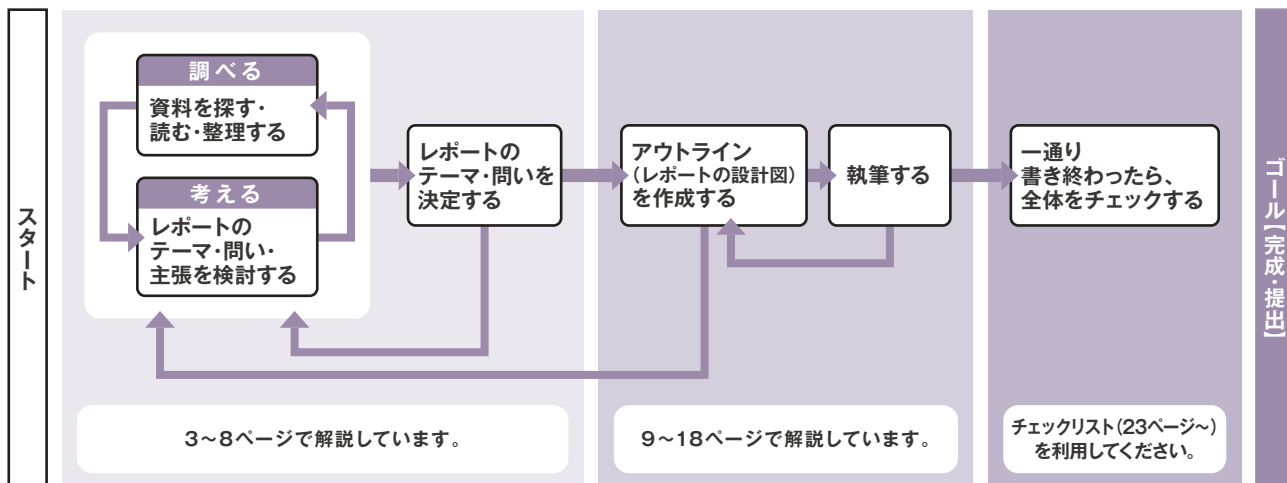 スタート
調べる
資料を探す・
読む・整理する
考える
レポートの
テーマ・問い・
主張を検討する
レポートの
テーマ・問いを
決定する
3〜8ページで解説しています。
アウトライン
（レポートの設計図）
を作成する
執筆する
9〜18ページで解説しています。
一通り
書き終わったら、
全体をチェックする
チェックリスト（23ページ〜）
を利用してください。
ゴール【完成・提出】